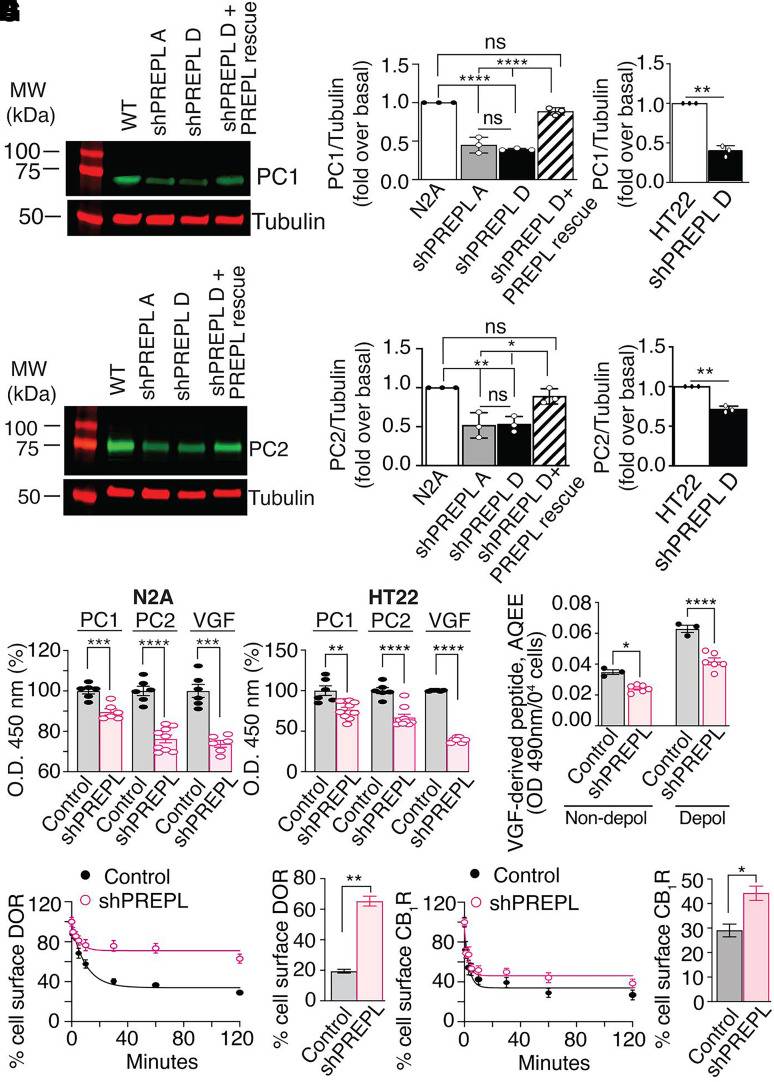 MW
(kDa)
WT
shPREPL A
shPREPL D
shPREPL D +
PREPL rescue
100
75
50
PC1
Tubulin
PC1/Tubulin
(fold over basal)
1.5
1.0
0.5
0.0
ns
****
****
ns
N2A
shPREPL A
shPREPL D
shPREPL D+
PREPL rescue
PC1/Tubulin
(fold over basal)
1.5
1.0
0.5
0.0
**
HT22
shPREPL D
MW
(kDa)
WT
shPREPL A
shPREPL D
shPREPL D +
PREPL rescue
100
75
50
PC2
Tubulin
PC2/Tubulin
(fold over basal)
1.5
1.0
0.5
0.0
ns
*
**
ns
N2A
shPREPL A
shPREPL D
shPREPL D+
PREPL rescue
PC2/Tubulin
(fold over basal)
1.5
1.0
0.5
0.0
**
HT22
shPREPL D
N2A
PC1 PC2 VGF
*** **** ***
O.D. 450 nm (%)
120
100
80
60
Control
shPREPL
Control
shPREPL
Control
shPREPL
HT22
PC1 PC2 VGF
** **** ****
O.D. 450 nm (%)
150
100
50
0
Control
shPREPL
Control
shPREPL
Control
shPREPL
VGF-derived peptide, AQEE
(OD 490nm/0⁴ cells)
0.08
0.06
0.04
0.02
0.00
*
****
Control
shPREPL
Control
shPREPL
Non-depol Depol
Control
shPREPL
% cell surface DOR
120
80
40
0
0 40 80 120
Minutes
% cell surface DOR
80
60
40
20
0
**
Control
shPREPL
Control
shPREPL
% cell surface CB₁R
120
80
40
0
0 40 80 120
Minutes
% cell surface CB₁R
50
40
30
20
10
0
*
Control
shPREPL